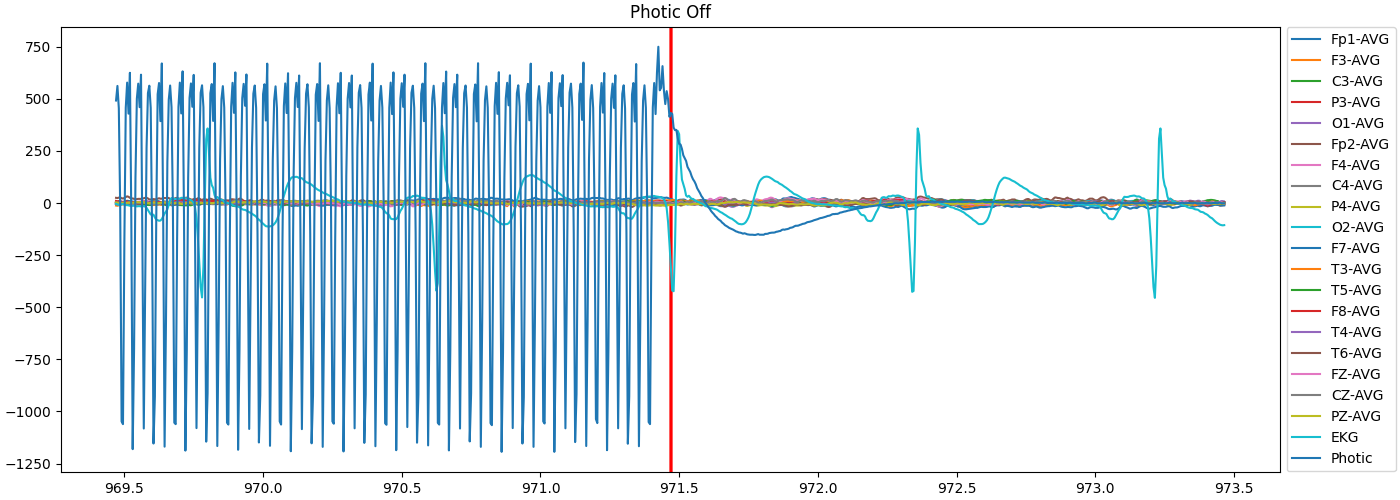 Photic Off
750
500
250
0
−250
−500
−750
−1000
−1250
969.5
970.0
970.5
971.0
971.5
972.0
972.5
973.0
973.5
Fp1-AVG
F3-AVG
C3-AVG
P3-AVG
O1-AVG
Fp2-AVG
F4-AVG
C4-AVG
P4-AVG
O2-AVG
F7-AVG
T3-AVG
T5-AVG
F8-AVG
T4-AVG
T6-AVG
FZ-AVG
CZ-AVG
PZ-AVG
EKG
Photic